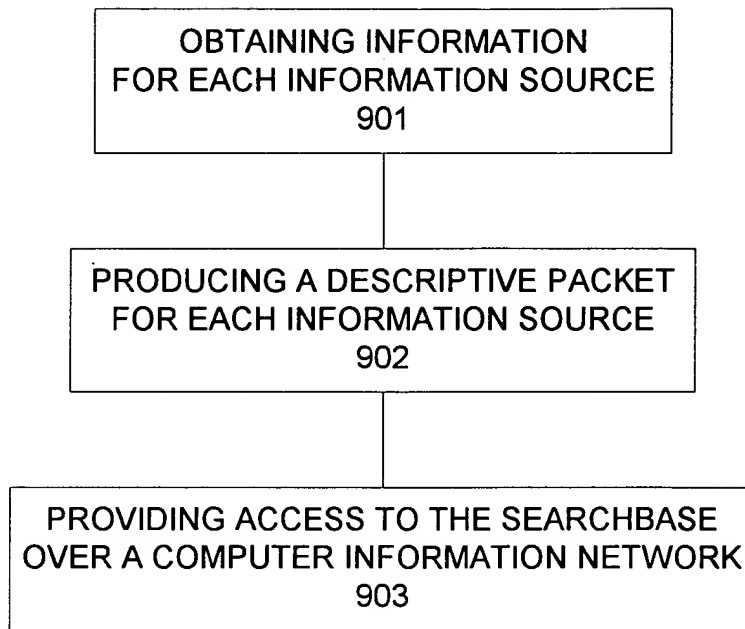 OBTAINING INFORMATION
FOR EACH INFORMATION SOURCE
901
PRODUCING A DESCRIPTIVE PACKET
FOR EACH INFORMATION SOURCE
902
PROVIDING ACCESS TO THE SEARCHBASE
OVER A COMPUTER INFORMATION NETWORK
903